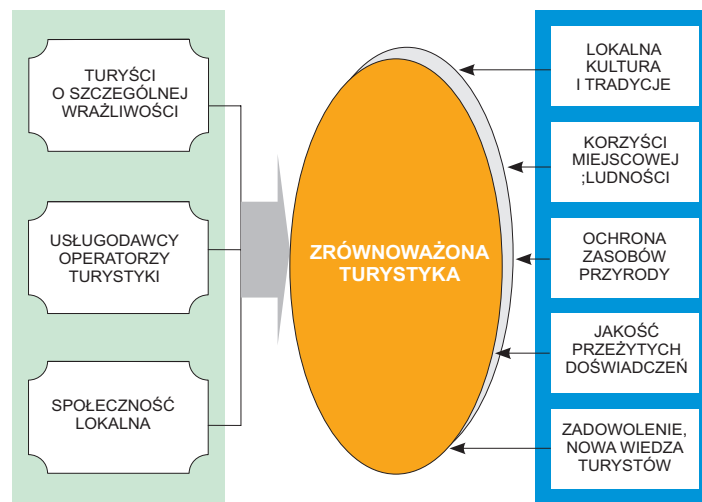 TURYŚCI
O SZCZEGÓLNEJ
WRAŻLIWOŚCI
USŁUGODAWCY
OPERATORZY
TURYSTYKI
SPOŁECZNOŚĆ
LOKALNA
ZRÓWNOWAŻONA
TURYSTYKA
LOKALNA
KULTURA
I TRADYCJE
KORZYŚCI
MIEJSCOWEJ
;LUDNOŚCI
OCHRONA
ZASOBÓW
PRZYRODY
JAKOŚĆ
PRZEŻYTYCH
DOŚWIADCZEŃ
ZADOWOLENIE,
NOWA WIEDZA
TURYSTÓW